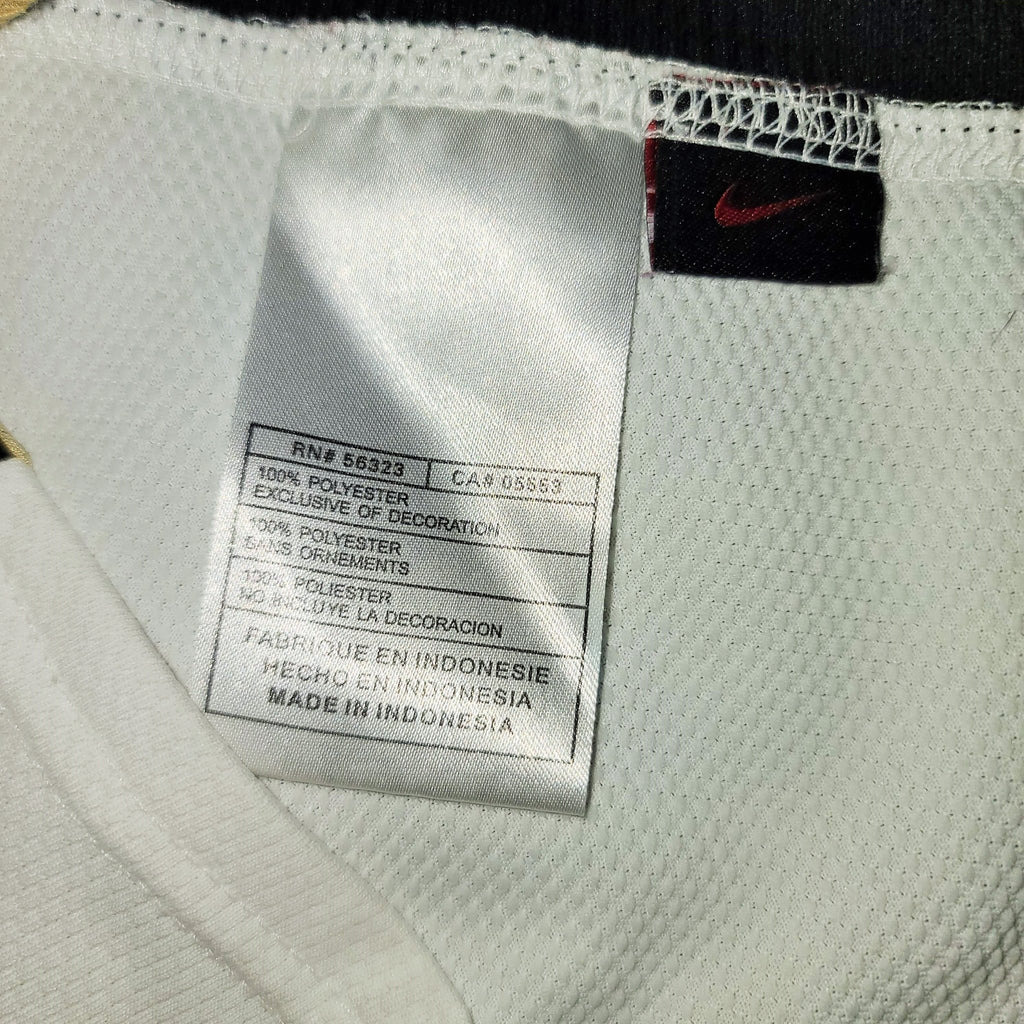 RN# 56323
CA# 05553
100% POLYESTER
EXCLUSIVE OF DECORATION
100% POLYESTER
SANS ORNEMENTS
100% POLIESTER
NO INCLUYE LA DECORACION
FABRIQUE EN INDONESIE
HECHO EN INDONESIA
MADE IN INDONESIA